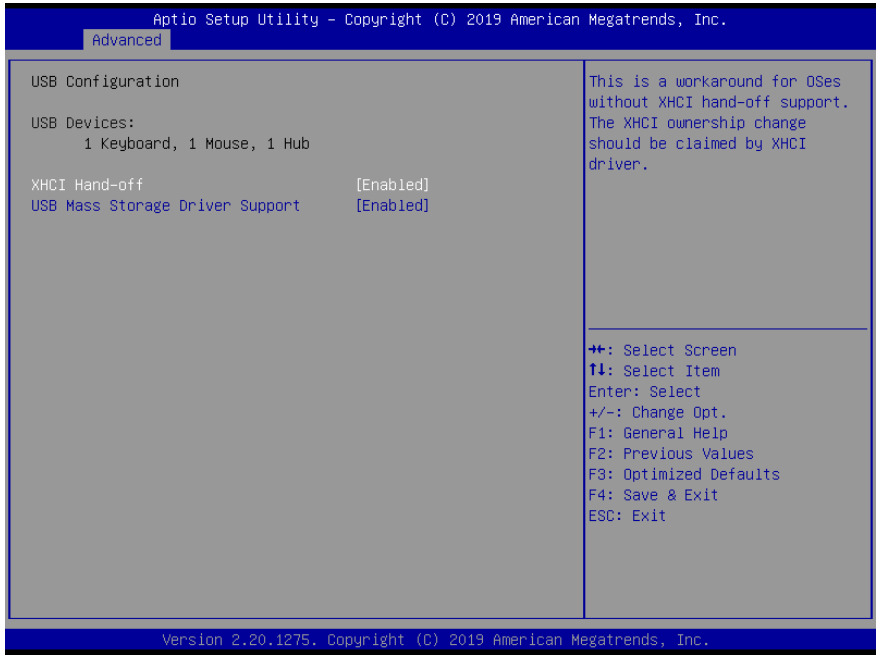 Aptio Setup Utility – Copyright (C) 2019 American Megatrends, Inc.
Advanced
USB Configuration
USB Devices:
1 Keyboard, 1 Mouse, 1 Hub
XHCI Hand-off [Enabled]
USB Mass Storage Driver Support [Enabled]
This is a workaround for OSes
without XHCI hand-off support.
The XHCI ownership change
should be claimed by XHCI
driver.
→←: Select Screen
↑↓: Select Item
Enter: Select
+/-: Change Opt.
F1: General Help
F2: Previous Values
F3: Optimized Defaults
F4: Save & Exit
ESC: Exit
Version 2.20.1275. Copyright (C) 2019 American Megatrends, Inc.